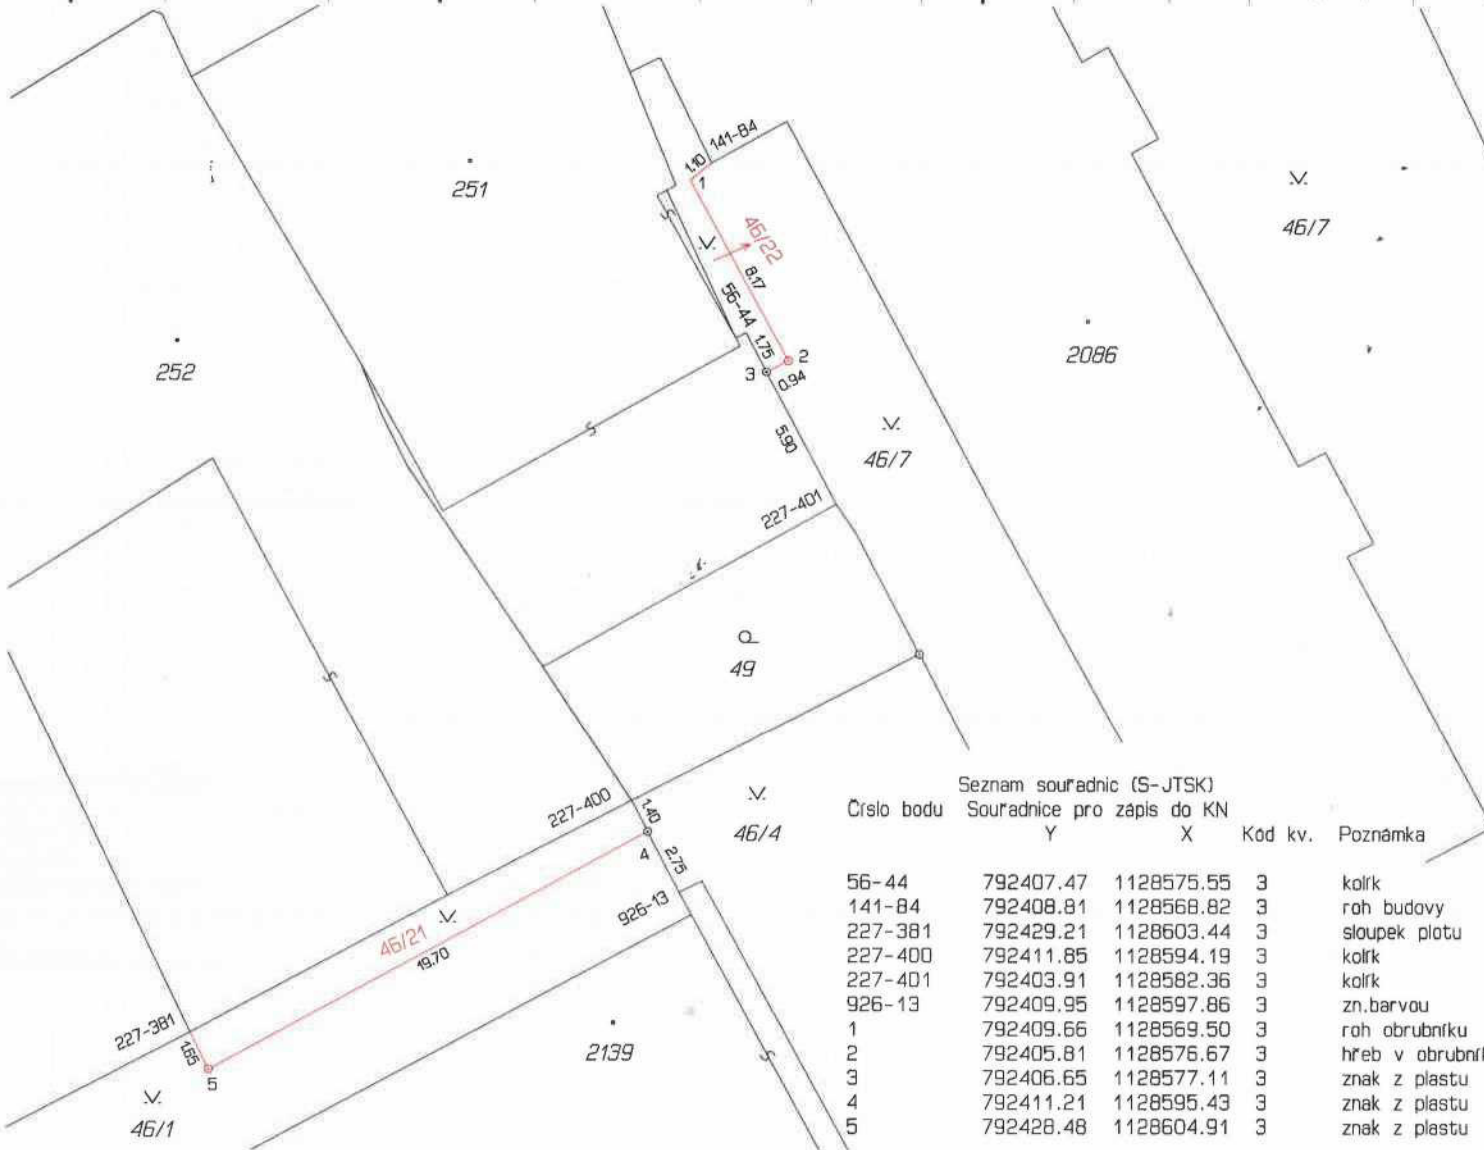 141-84
1.10
1
251
46/7
46/22
8.17
56-44
1.75
2
3
0.94
2086
252
46/7
5.90
227-401
49
227-400
1.40
46/4
4
2.75
926-13
46/21
19.70
227-381
1.65
5
2139
46/1
Seznam souřadnic (S-JTSK)
Číslo bodu Souřadnice pro zápis do KN
Y X Kód kv. Poznámka
56-44 792407.47 1128575.55 3 kolík
141-84 792408.81 1128568.82 3 roh budovy
227-381 792429.21 1128603.44 3 sloupek plotu
227-400 792411.85 1128594.19 3 kolík
227-401 792403.91 1128582.36 3 kolík
926-13 792409.95 1128597.86 3 zn.barvou
1 792409.66 1128569.50 3 roh obrubníku
2 792405.81 1128576.67 3 hřeb v
3 792406.65 1128577.11 3 znak z plastu
4 792411.21 1128595.43 3 znak z plastu
5 792428.48 1128604.91 3 znak z plastu